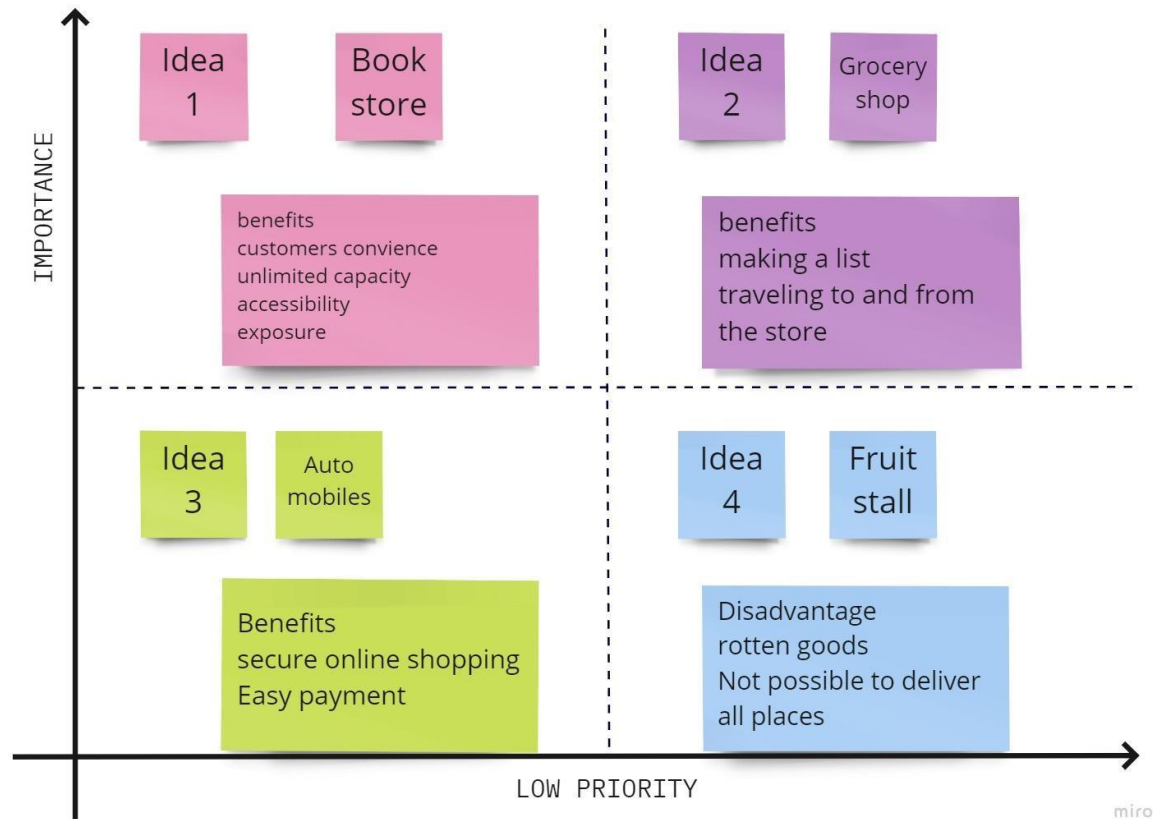 IMPORTANCE
Idea
1
Book
store
benefits
customers convience
unlimited capacity
accessibility
exposure
Idea
2
Grocery
shop
benefits
making a list
traveling to and from
the store
Idea
3
Auto
mobiles
Benefits
secure online shopping
Easy payment
Idea
4
Fruit
stall
Disadvantage
rotten goods
Not possible to deliver
all places
LOW PRIORITY
miro